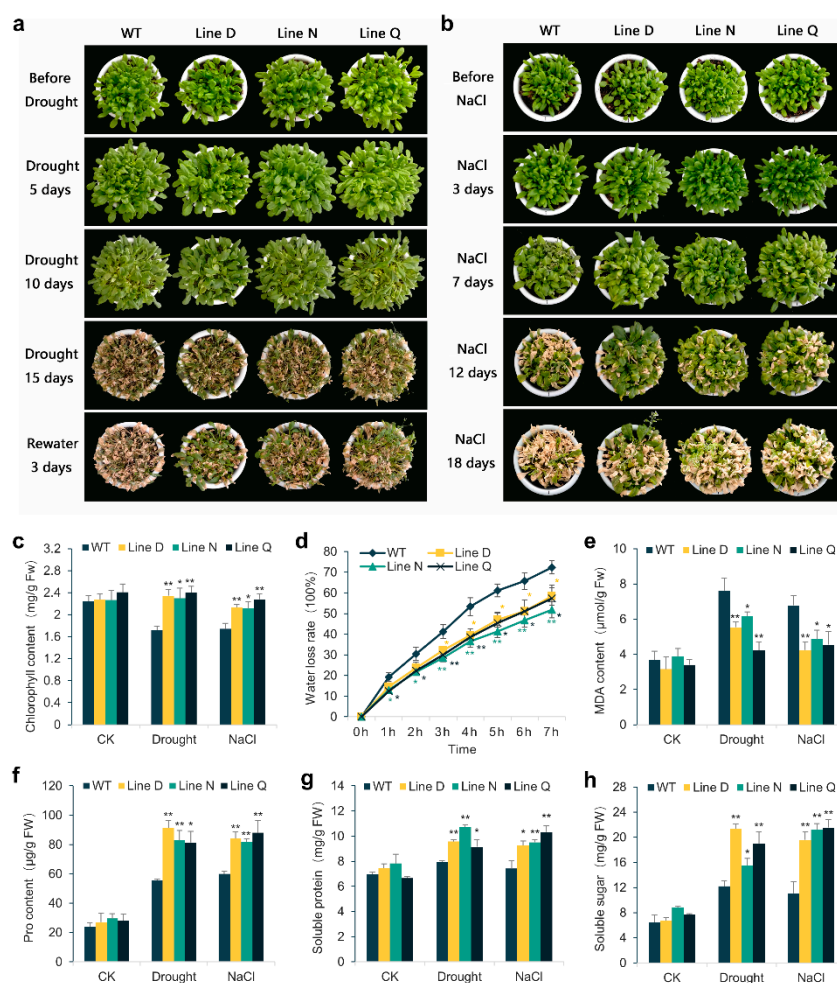 a
WT Line D Line N Line Q
Before
Drought
Drought
5 days
Drought
10 days
Drought
15 days
Rewater
3 days
b
WT Line D Line N Line Q
Before
NaCl
NaCl
3 days
NaCl
7 days
NaCl
12 days
NaCl
18 days
c
WT Line D Line N Line Q
Chlorophyll content (mg/g Fw)
3.2
2.8
2.4
2
1.6
1.2
0.8
0.4
0
** * **
** * **
CK Drought NaCl
d
WT Line D
Line N Line Q
Water loss rate (100%)
80
70
60
50
40
30
20
10
0
0h 1h 2h 3h 4h 5h 6h 7h
Time
e
WT Line D Line N Line Q
MDA content (μmol/g Fw)
10
8
6
4
2
0
** * **
** * *
CK Drought NaCl
f
WT Line D Line N Line Q
Pro content (μg/g FW)
120
100
80
60
40
20
0
** ** *
** ** **
CK Drought NaCl
g
WT Line D Line N Line Q
Soluble protein (mg/g FW)
14
12
10
8
6
4
2
0
** ** *
* ** **
CK Drought NaCl
h
WT Line D Line N Line Q
Soluble sugar (mg/g FW)
28
24
20
16
12
8
4
0
** * **
** ** **
CK Drought NaCl